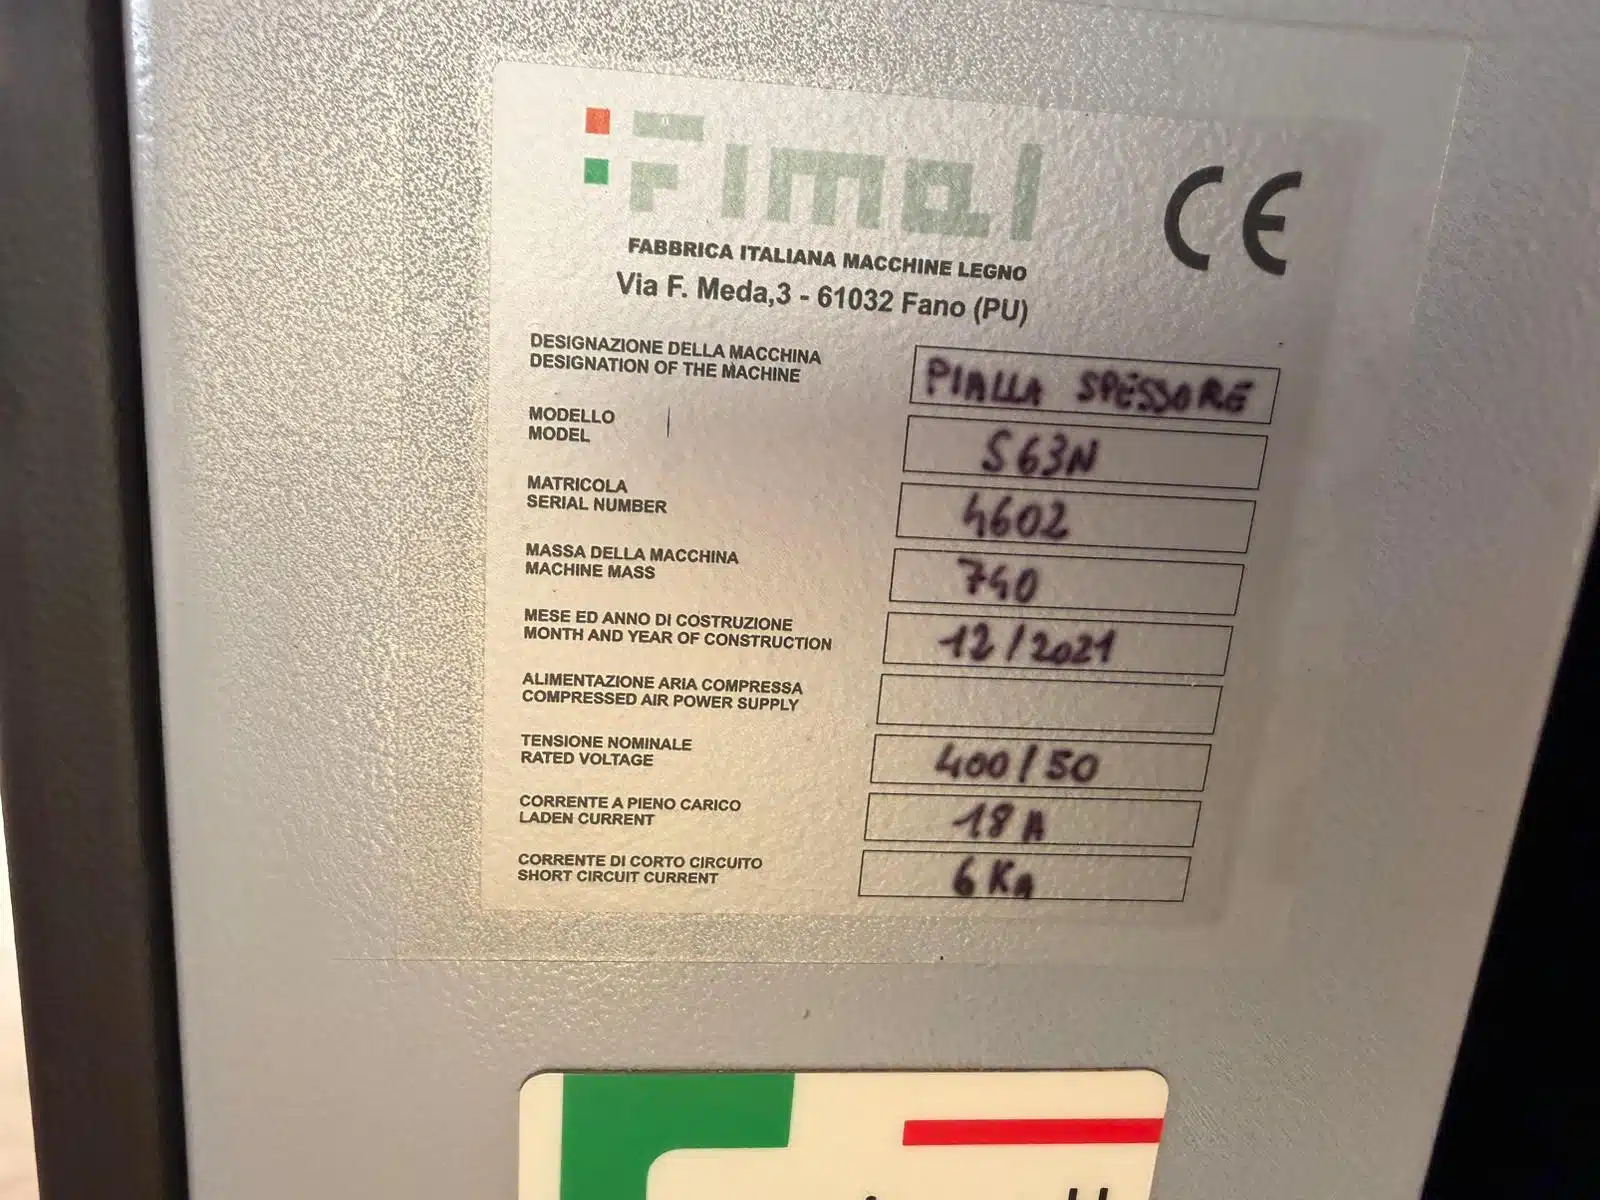 Fimal
CE
FABBRICA ITALIANA MACCHINE LEGNO
Via F. Meda,3 - 61032 Fano (PU)
DESIGNAZIONE DELLA MACCHINA
DESIGNATION OF THE MACHINE
PIALLA SPESSORE
MODELLO
MODEL
S63N
MATRICOLA
SERIAL NUMBER
4602
MASSA DELLA MACCHINA
MACHINE MASS
740
MESE ED ANNO DI COSTRUZIONE
MONTH AND YEAR OF CONSTRUCTION
12/2021
ALIMENTAZIONE ARIA COMPRESSA
COMPRESSED AIR POWER SUPPLY
TENSIONE NOMINALE
RATED VOLTAGE
400/50
CORRENTE A PIENO CARICO
LADEN CURRENT
18 A
CORRENTE DI CORTO CIRCUITO
SHORT CIRCUIT CURRENT
6 KA